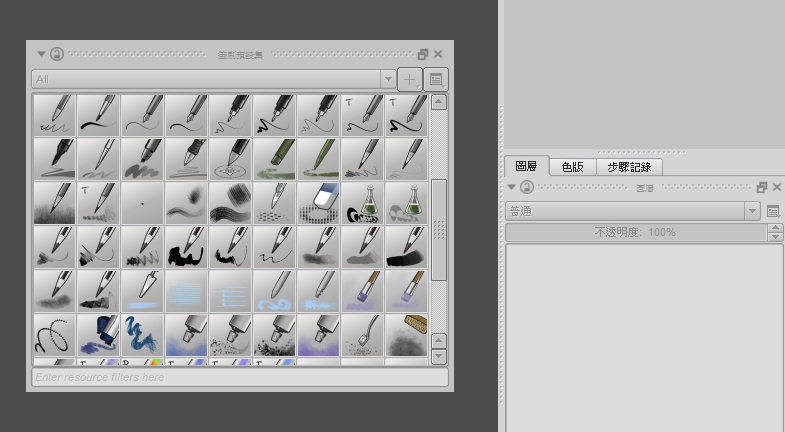 塗刷預設集
All
Enter resource filters here
圖層
色版
步驟記錄
圖層
普通
不透明度: 100%